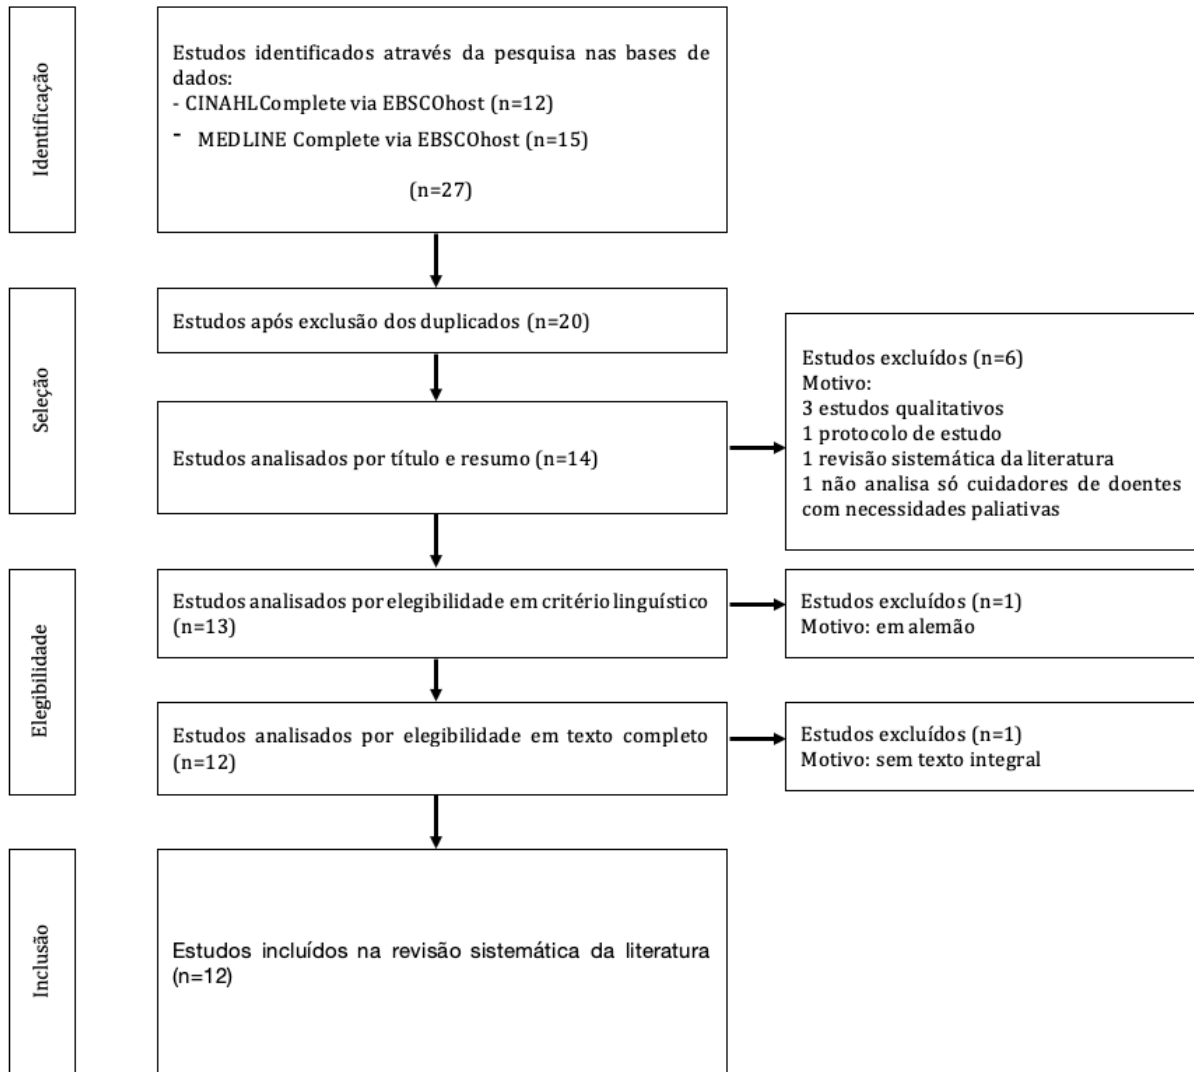 Identificação
Estudos identificados através da pesquisa nas bases de
dados:
- CINAHLComplete via EBSCOhost (n=12)
- MEDLINE Complete via EBSCOhost (n=15)
(n=27)
Seleção
Estudos após exclusão dos duplicados (n=20)
Estudos analisados por título e resumo (n=14)
Estudos excluídos (n=6)
Motivo:
3 estudos qualitativos
1 protocolo de estudo
1 revisão sistemática da literatura
1 não analisa só cuidadores de doentes
com necessidades paliativas
Elegibilidade
Estudos analisados por elegibilidade em critério linguístico
(n=13)
Estudos excluídos (n=1)
Motivo: em alemão
Estudos analisados por elegibilidade em texto completo
(n=12)
Estudos excluídos (n=1)
Motivo: sem texto integral
Inclusão
Estudos incluídos na revisão sistemática da literatura
(n=12)